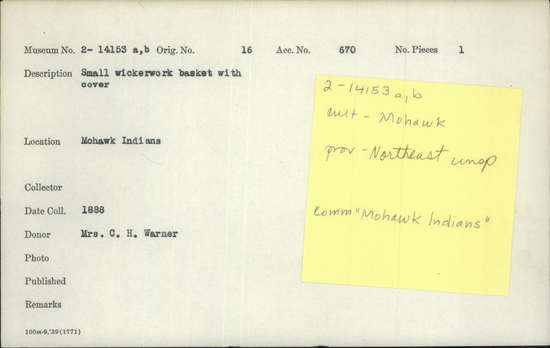 Museum No. 2- 14153 a,b Orig. No. 16 Acc. No. 670 No. Pieces 1
Description Small wickerwork basket with
cover
Location Mohawk Indians
Collector
Date Coll. 1888
Donor Mrs. C. H. Warner
Photo
Published
Remarks
100m-9,'39(1771)
2-14153 a,b
cult - Mohawk
prov - Northeast unsp
comm "Mohawk Indians"